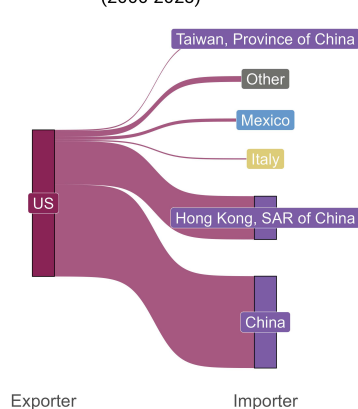 Taiwan, Province of China
Other
Mexico
Italy
US
Hong Kong, SAR of China
China
Exporter
Importer